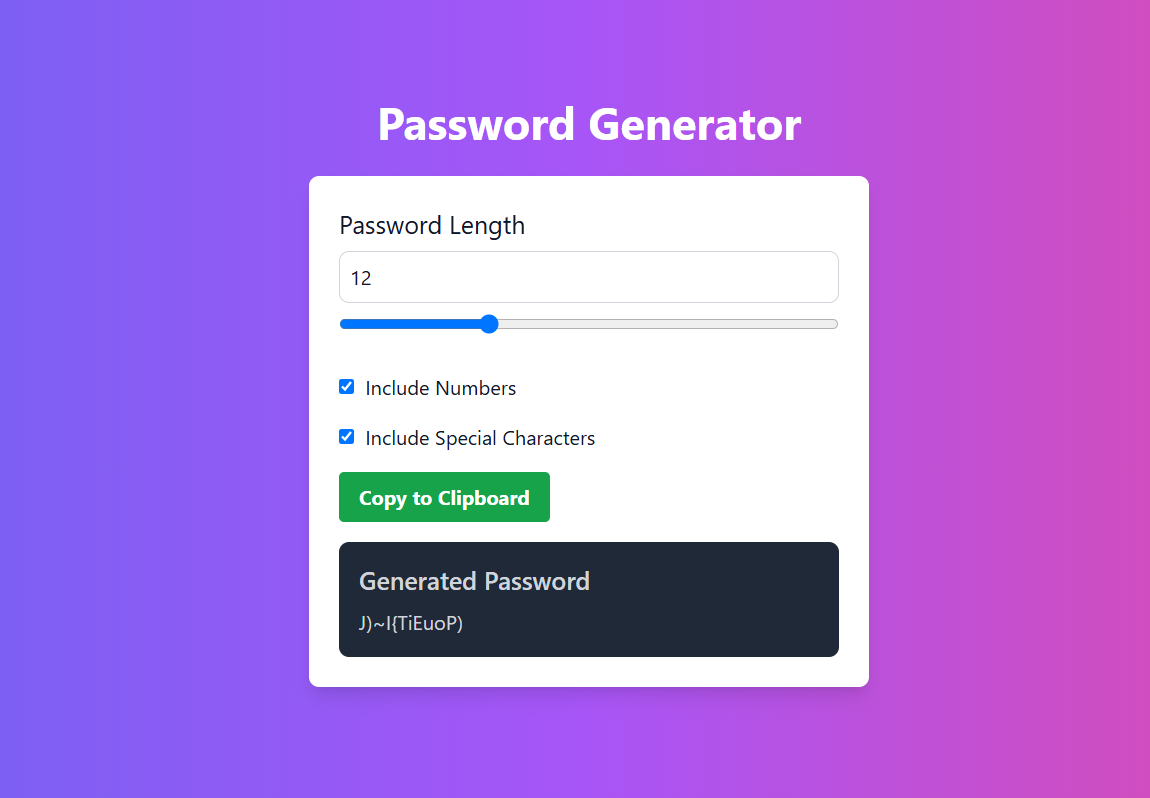 Password Generator
Password Length
12
Include Numbers
Include Special Characters
Copy to Clipboard
Generated Password
J)~I{TiEuoP)